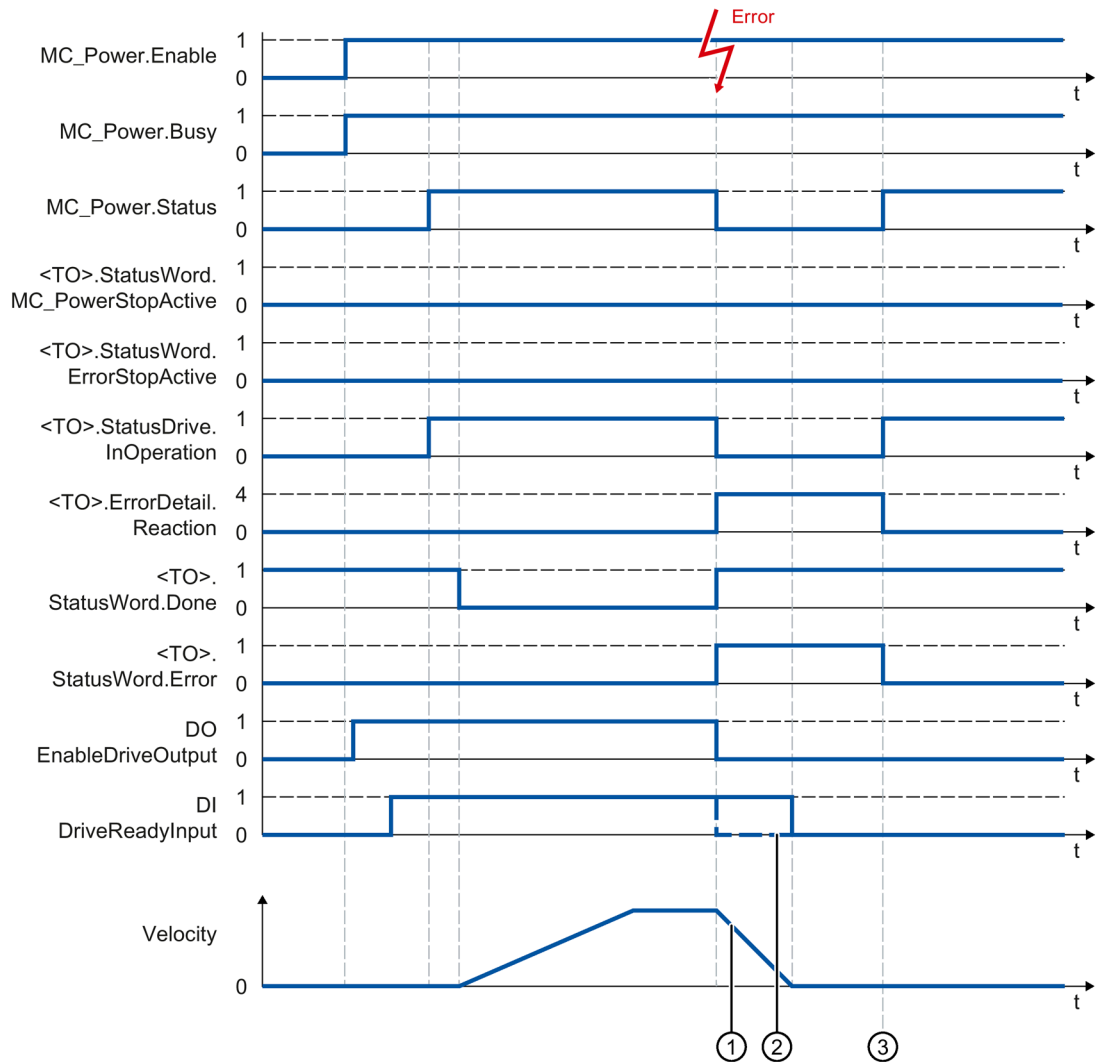 Error
MC_Power.Enable
1
0
t
MC_Power.Busy
1
0
t
MC_Power.Status
1
0
t
<TO>.StatusWord.
MC_PowerStopActive
1
0
t
<TO>.StatusWord.
ErrorStopActive
1
0
t
<TO>.StatusDrive.
InOperation
1
0
t
<TO>.ErrorDetail.
Reaction
4
0
t
<TO>.
StatusWord.Done
1
0
t
<TO>.
StatusWord.Error
1
0
t
DO
EnableDriveOutput
1
0
t
DI
DriveReadyInput
1
0
t
Velocity
0
t
1 2 3